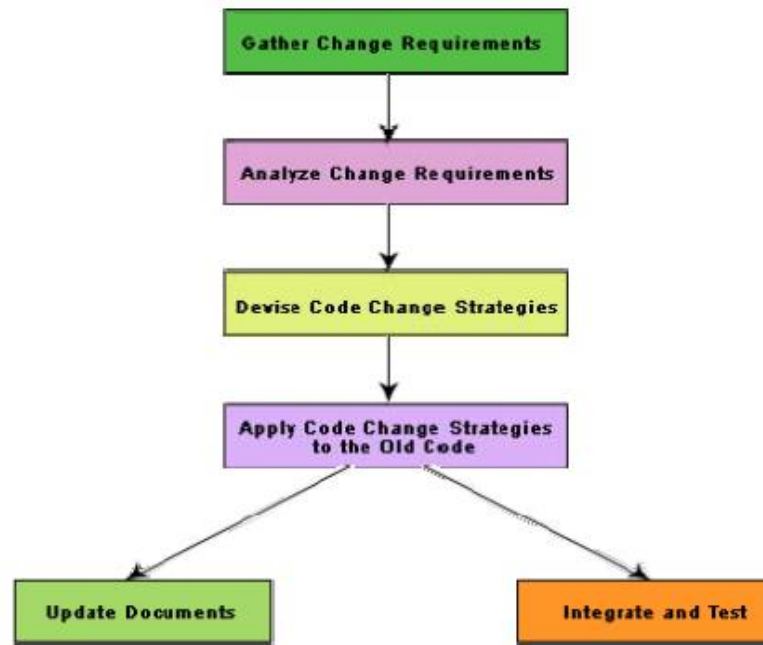 Gather Change Requirements
Analyze Change Requirements
Devise Code Change Strategies
Apply Code Change Strategies
to the Old Code
Update Documents
Integrate and Test